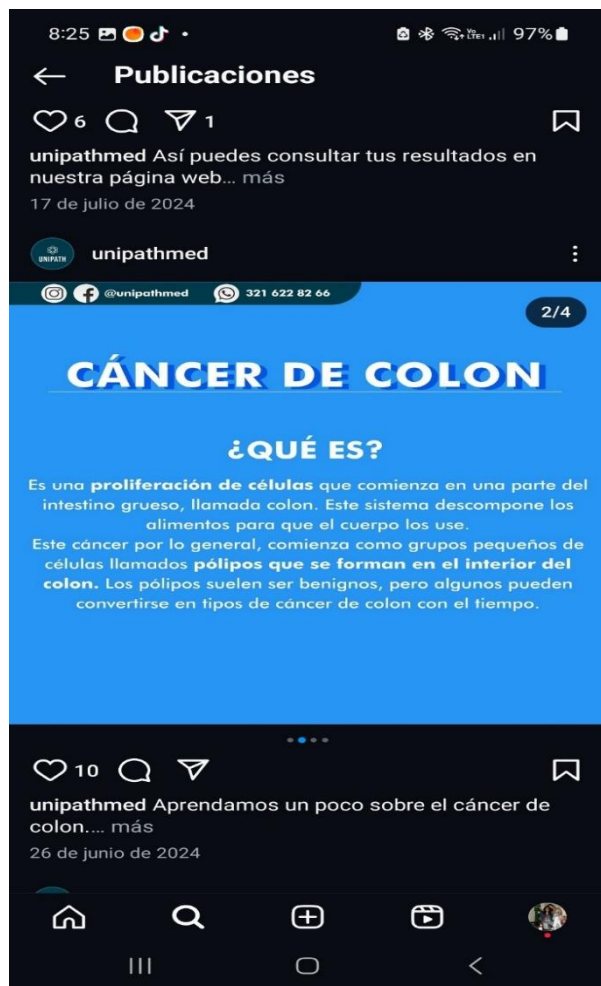 8:25
97%
Publicaciones
6
1
unipathmed Así puedes consultar tus resultados en
nuestra página web... más
17 de julio de 2024
UNIPATH
unipathmed
@unipathmed
321 622 82 66
2/4
CÁNCER DE COLON
¿QUÉ ES?
Es una proliferación de células que comienza en una parte del
intestino grueso, llamada colon. Este sistema descompone los
alimentos para que el cuerpo los use.
Este cáncer por lo general, comienza como grupos pequeños de
células llamados pólipos que se forman en el interior del
colon. Los pólipos suelen ser benignos, pero algunos pueden
convertirse en tipos de cáncer de colon con el tiempo.
10
unipathmed Aprendamos un poco sobre el cáncer de
colon.... más
26 de junio de 2024